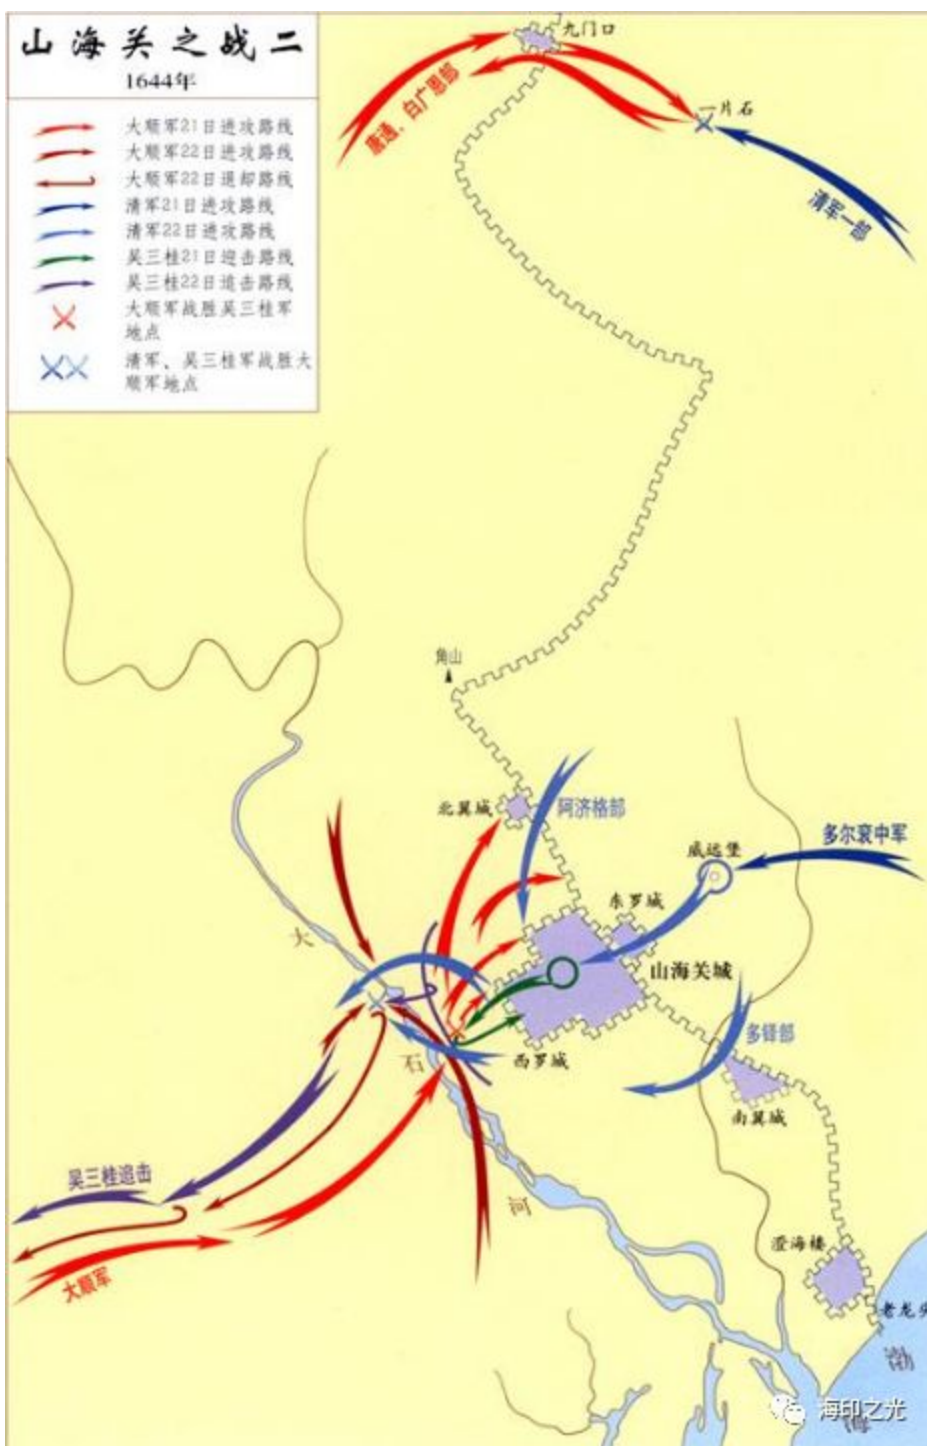 山海关之战二
1644年
大顺军21日进攻路线
大顺军22日进攻路线
大顺军22日退却路线
清军21日进攻路线
清军22日进攻路线
吴三桂21日迎击路线
吴三桂22日追击路线
大顺军战胜吴三桂军
地点
清军、吴三桂军战胜大
顺军地点
九门口
唐通、白广恩部
一片石
清军一部
角山
北翼城
阿济格部
威远堡
多尔衮中军
东罗城
山海关城
大
石
河
西罗城
多铎部
南翼城
吴三桂追击
大顺军
澄海楼
老龙头
渤
海
海印之光